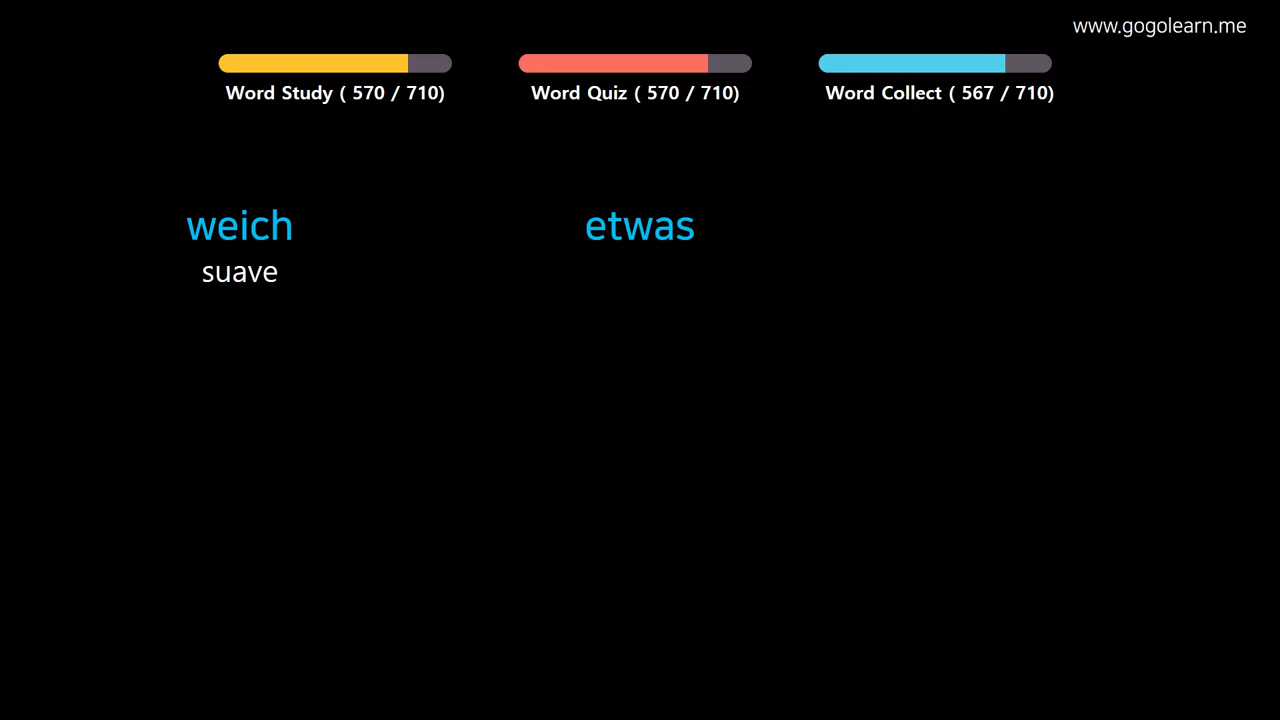 www.gogolearn.me
Word Study ( 570 / 710)
Word Quiz ( 570 / 710)
Word Collect ( 567 / 710)
weich
suave
etwas